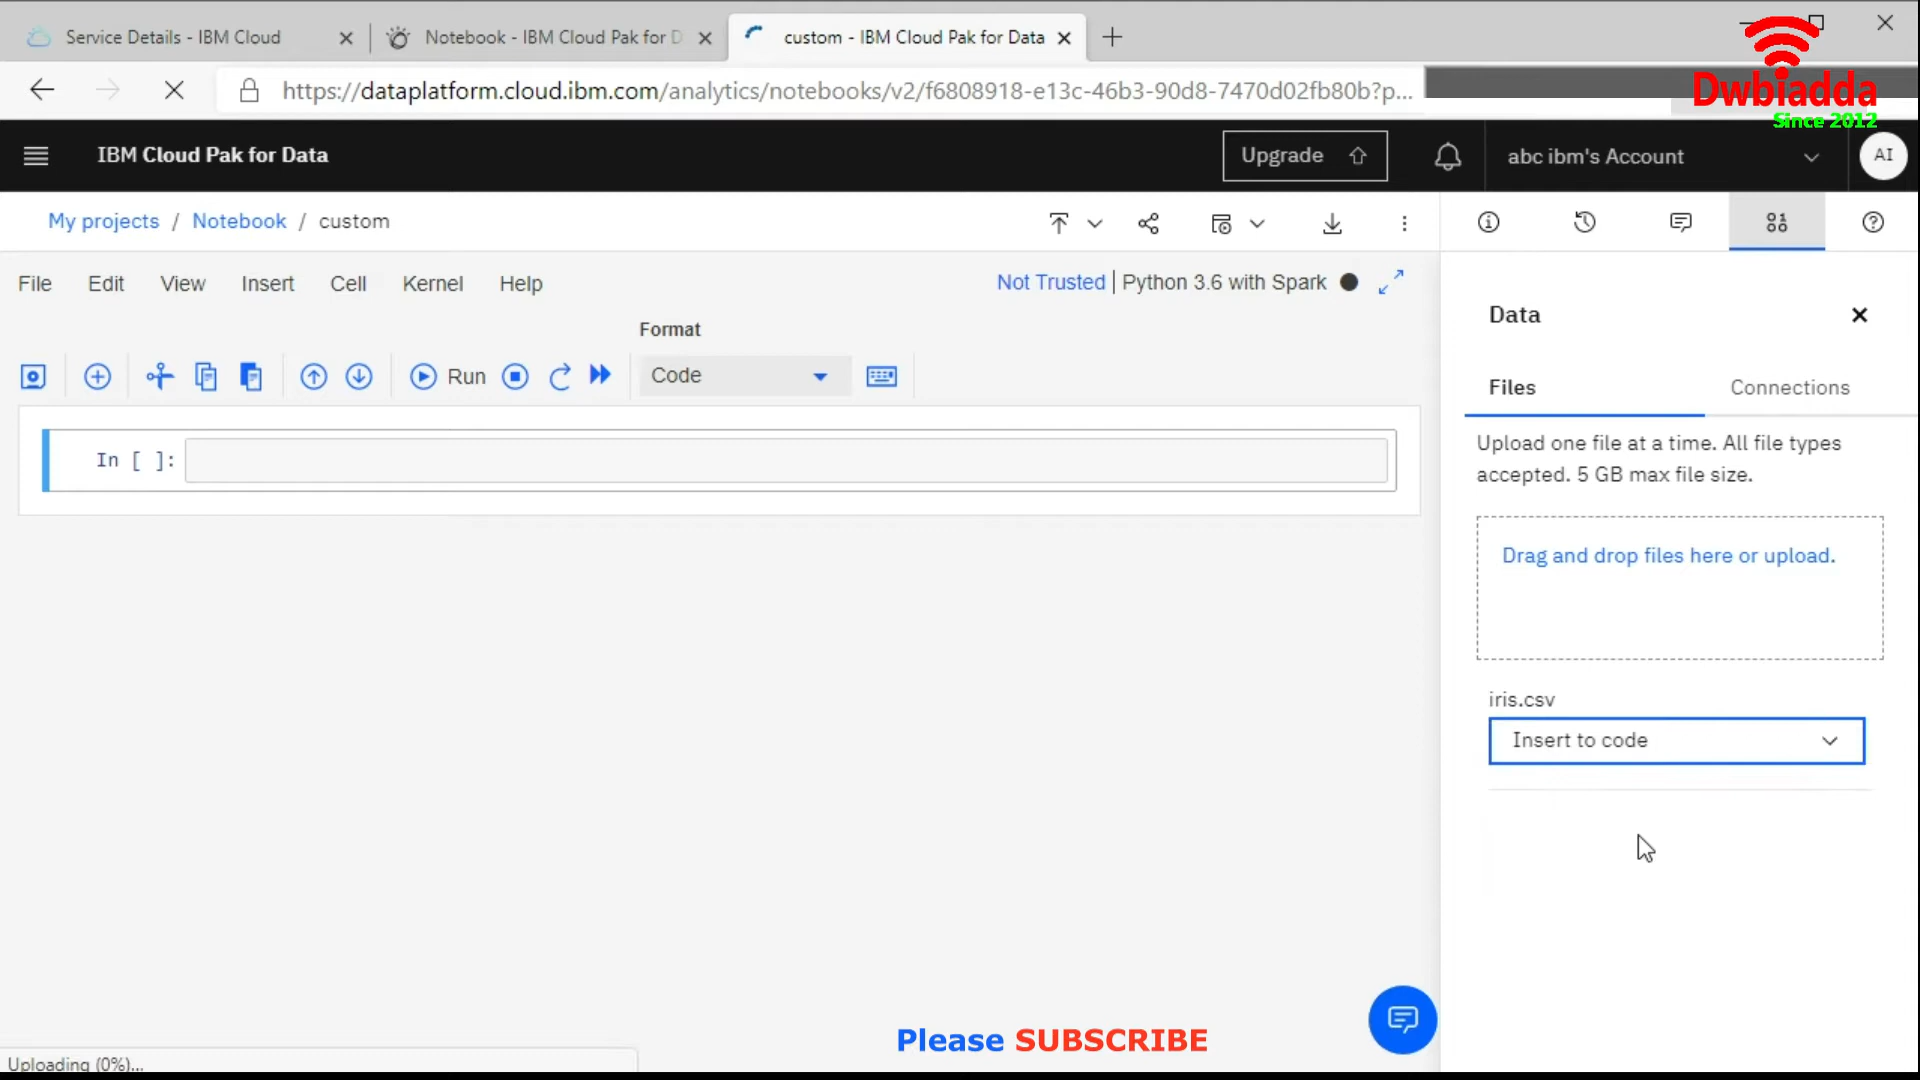 Service Details - IBM Cloud
Notebook - IBM Cloud Pak for D
custom - IBM Cloud Pak for Data
https://dataplatform.cloud.ibm.com/analytics/notebooks/v2/f6808918-e13c-46b3-90d8-7470d02fb80b?p...
Dwbiadda
Since 2012
IBM Cloud Pak for Data
Upgrade
abc ibm's Account
AI
My projects / Notebook / custom
File Edit View Insert Cell Kernel Help
Not Trusted | Python 3.6 with Spark
Format
Run
Code
In [ ]:
Data
Files
Connections
Upload one file at a time. All file types
accepted. 5 GB max file size.
Drag and drop files here or upload.
iris.csv
Insert to code
Please SUBSCRIBE
Uploading (0%)...